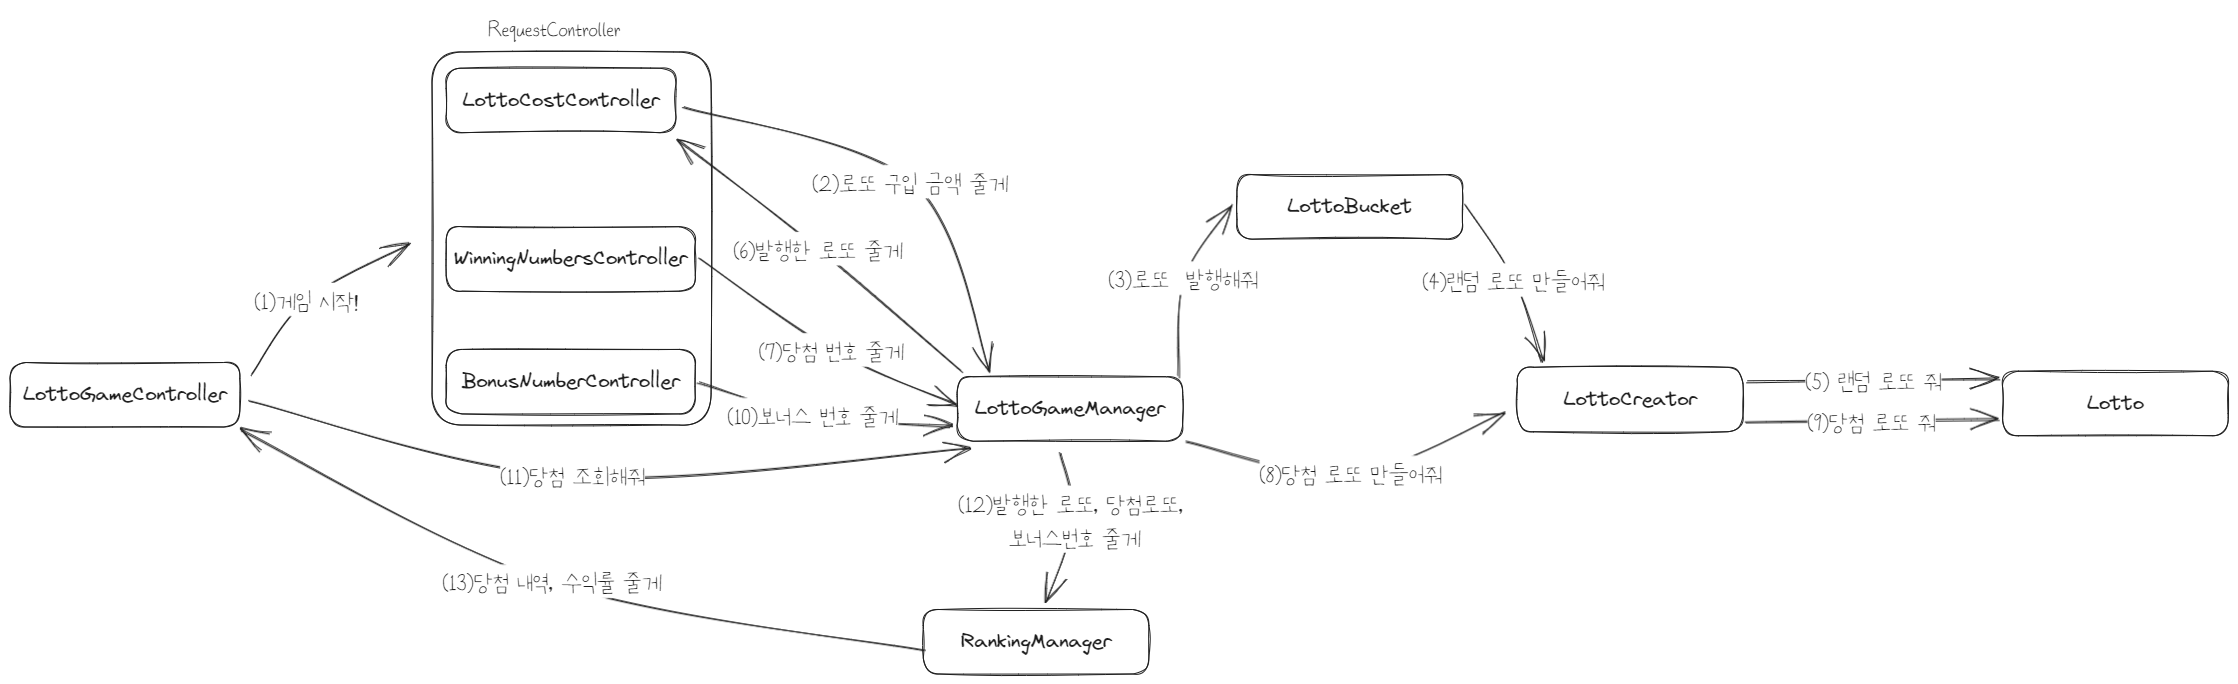 RequestController
LottoCostController
(2)로또 구입 금액 줄게
LottoBucket
(6)발행한 로또 줄게
WinningNumbersController
(3)로또 발행해줘
(4)랜덤 로또 만들어줘
(1)게임 시작!
(7)당첨 번호 줄게
LottoGameController
BonusNumberController
LottoGameManager
LottoCreator
(5) 랜덤 로또 줘
(9)당첨 로또 줘
Lotto
(10)보너스 번호 줄게
(11)당첨 조회해줘
(8)당첨 로또 만들어줘
(12)발행한 로또, 당첨로또,
보너스번호 줄게
(13)당첨 내역, 수익률 줄게
RankingManager